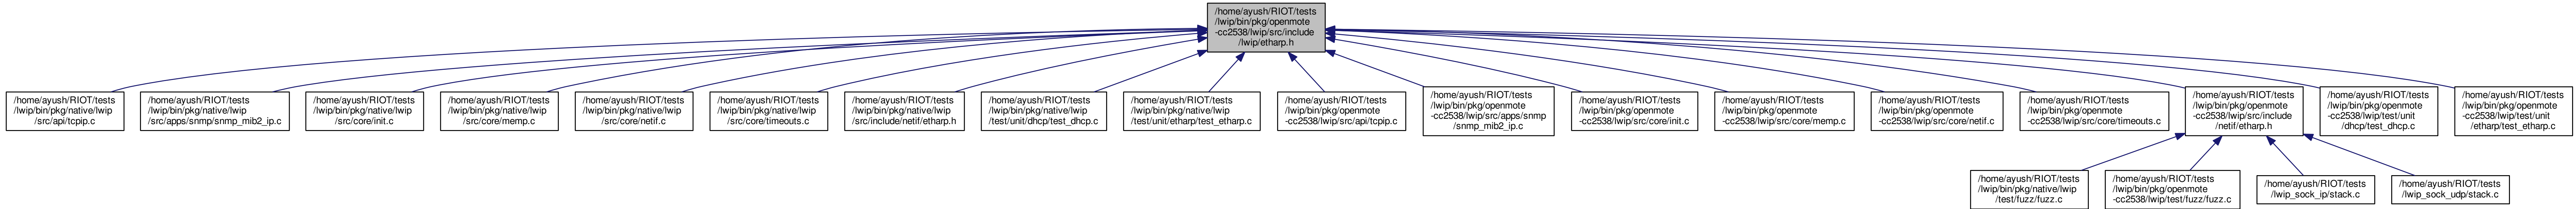 /home/ayush/RIOT/tests
/lwip/bin/pkg/openmote
-cc2538/lwip/src/include
/lwip/etharp.h
/home/ayush/RIOT/tests
/lwip/bin/pkg/native/lwip
/src/api/tcpip.c
/home/ayush/RIOT/tests
/lwip/bin/pkg/native/lwip
/src/apps/snmp/snmp_mib2_ip.c
/home/ayush/RIOT/tests
/lwip/bin/pkg/native/lwip
/src/core/init.c
/home/ayush/RIOT/tests
/lwip/bin/pkg/native/lwip
/src/core/memp.c
/home/ayush/RIOT/tests
/lwip/bin/pkg/native/lwip
/src/core/netif.c
/home/ayush/RIOT/tests
/lwip/bin/pkg/native/lwip
/src/core/timeouts.c
/home/ayush/RIOT/tests
/lwip/bin/pkg/native/lwip
/src/include/netif/etharp.h
/home/ayush/RIOT/tests
/lwip/bin/pkg/native/lwip
/test/unit/dhcp/test_dhcp.c
/home/ayush/RIOT/tests
/lwip/bin/pkg/native/lwip
/test/unit/etharp/test_etharp.c
/home/ayush/RIOT/tests
/lwip/bin/pkg/openmote
-cc2538/lwip/src/api/tcpip.c
/home/ayush/RIOT/tests
/lwip/bin/pkg/openmote
-cc2538/lwip/src/apps/snmp
/snmp_mib2_ip.c
/home/ayush/RIOT/tests
/lwip/bin/pkg/openmote
-cc2538/lwip/src/core/init.c
/home/ayush/RIOT/tests
/lwip/bin/pkg/openmote
-cc2538/lwip/src/core/memp.c
/home/ayush/RIOT/tests
/lwip/bin/pkg/openmote
-cc2538/lwip/src/core/netif.c
/home/ayush/RIOT/tests
/lwip/bin/pkg/openmote
-cc2538/lwip/src/core/timeouts.c
/home/ayush/RIOT/tests
/lwip/bin/pkg/openmote
-cc2538/lwip/src/include
/netif/etharp.h
/home/ayush/RIOT/tests
/lwip/bin/pkg/openmote
-cc2538/lwip/test/unit
/dhcp/test_dhcp.c
/home/ayush/RIOT/tests
/lwip/bin/pkg/openmote
-cc2538/lwip/test/unit
/etharp/test_etharp.c
/home/ayush/RIOT/tests
/lwip/bin/pkg/native/lwip
/test/fuzz/fuzz.c
/home/ayush/RIOT/tests
/lwip/bin/pkg/openmote
-cc2538/lwip/test/fuzz/fuzz.c
/home/ayush/RIOT/tests
/lwip_sock_ip/stack.c
/home/ayush/RIOT/tests
/lwip_sock_udp/stack.c